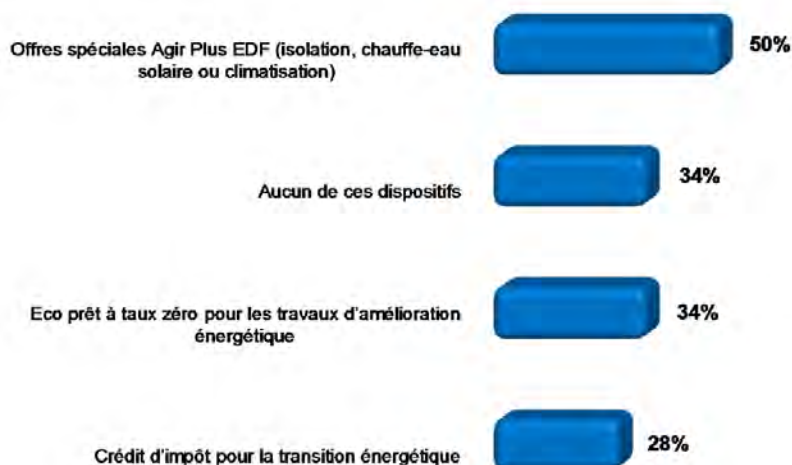 Offres spéciales Agir Plus EDF (isolation, chauffe-eau
solaire ou climatisation)
50%
Aucun de ces dispositifs
34%
Eco prêt à taux zéro pour les travaux d'amélioration
énergétique
34%
Crédit d'impôt pour la transition énergétique
28%